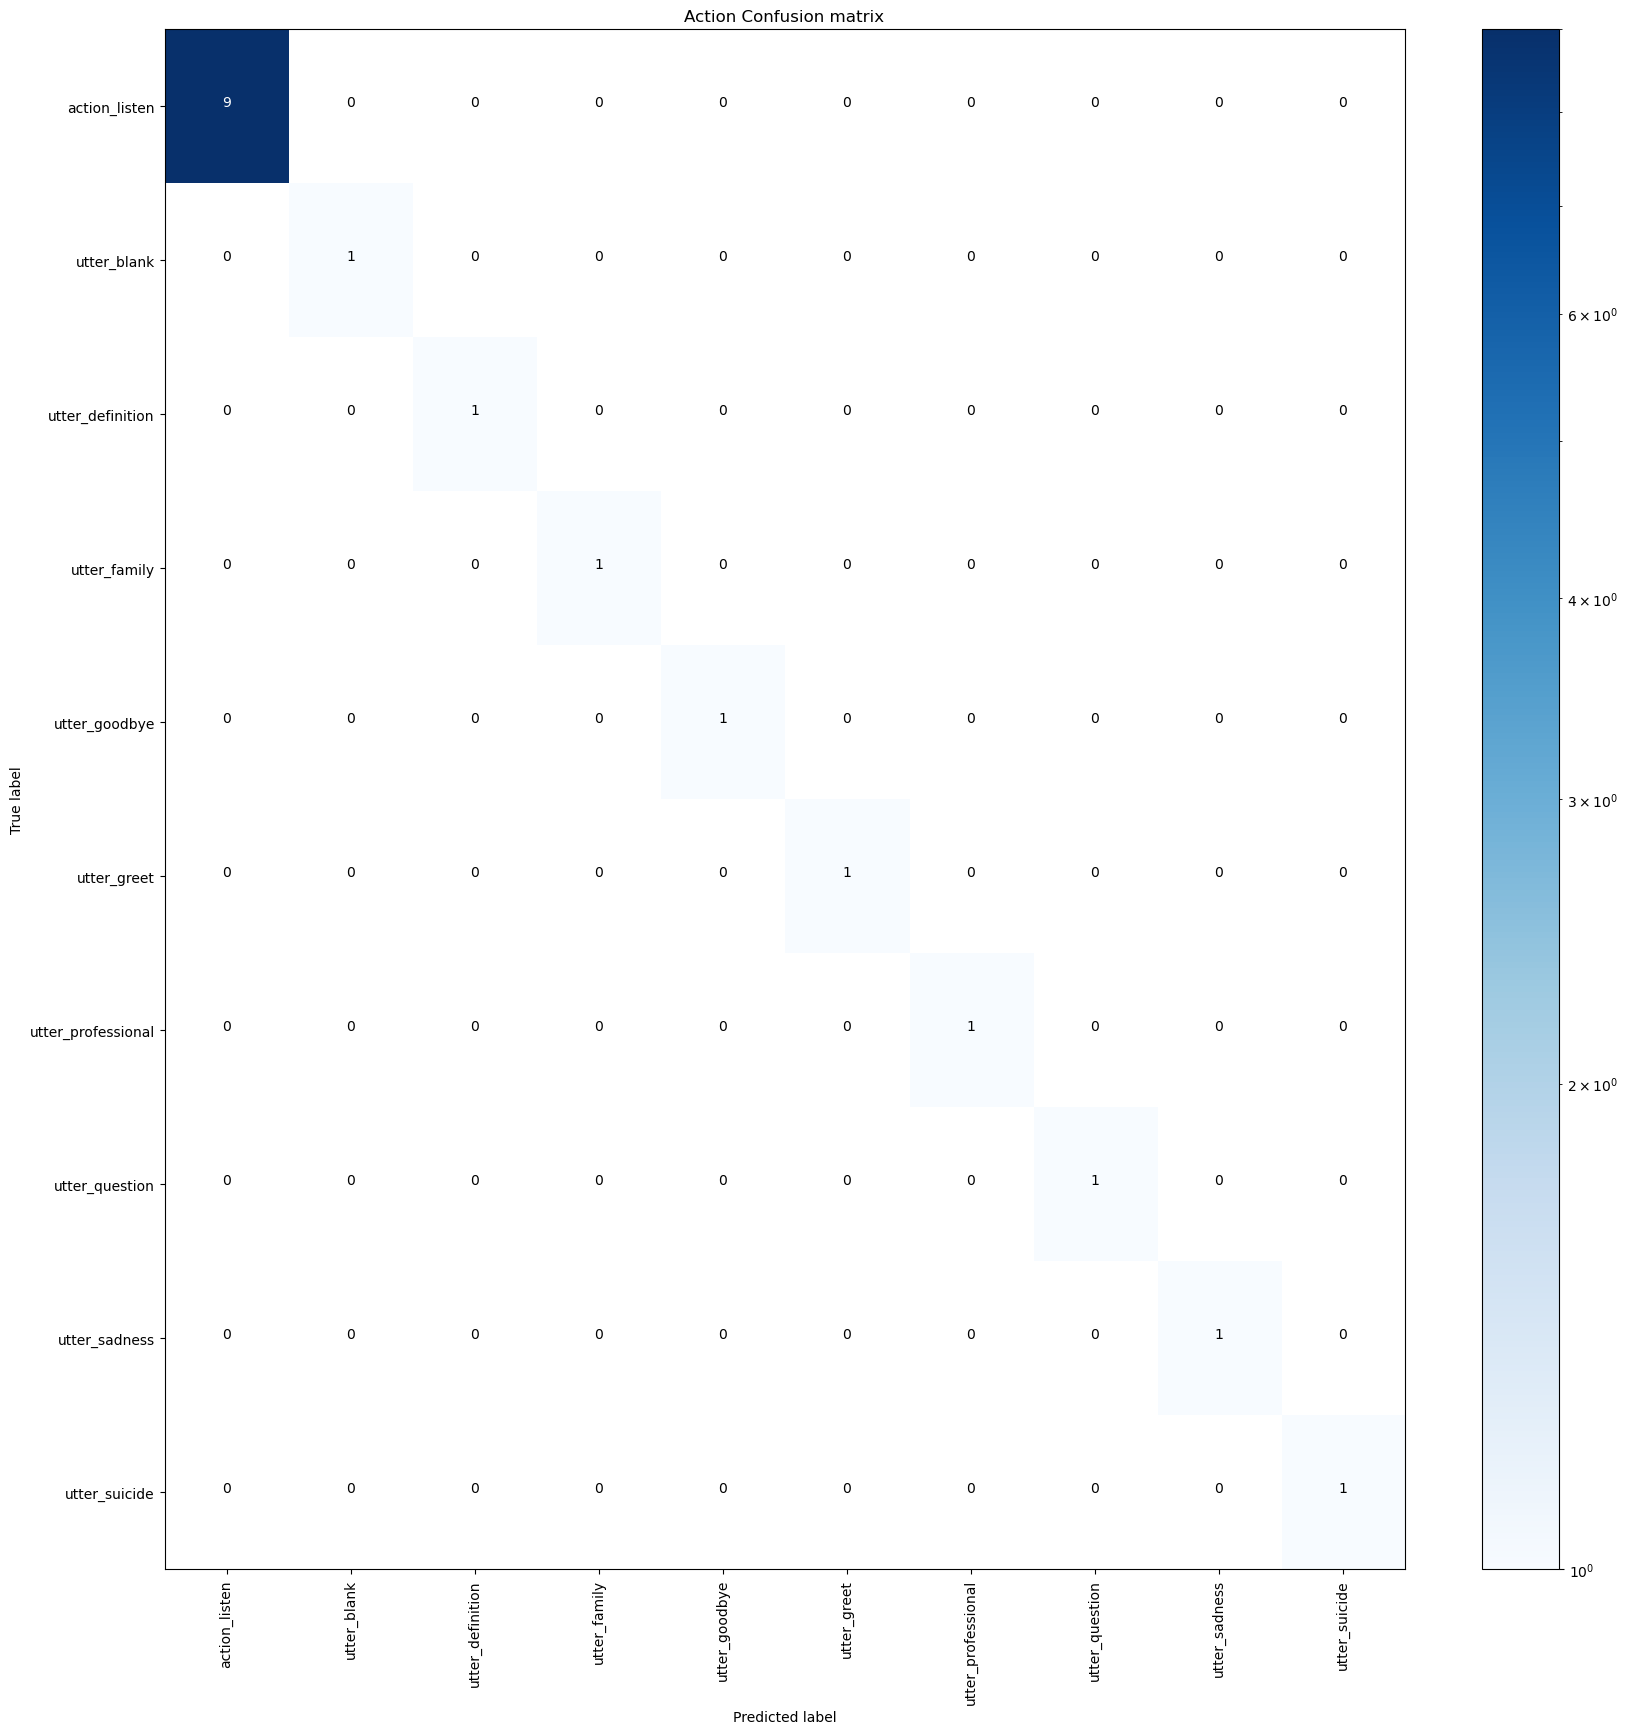 Action Confusion matrix
action_listen 9 0 0 0 0 0 0 0 0 0
utter_blank 0 1 0 0 0 0 0 0 0 0
utter_definition 0 0 1 0 0 0 0 0 0 0
utter_family 0 0 0 1 0 0 0 0 0 0
utter_goodbye 0 0 0 0 1 0 0 0 0 0
utter_greet 0 0 0 0 0 1 0 0 0 0
utter_professional 0 0 0 0 0 0 1 0 0 0
utter_question 0 0 0 0 0 0 0 1 0 0
utter_sadness 0 0 0 0 0 0 0 0 1 0
utter_suicide 0 0 0 0 0 0 0 0 0 1
True label
action_listen
utter_blank
utter_definition
utter_family
utter_goodbye
utter_greet
utter_professional
utter_question
utter_sadness
utter_suicide
Predicted label
6 × 10⁰
4 × 10⁰
3 × 10⁰
2 × 10⁰
10⁰